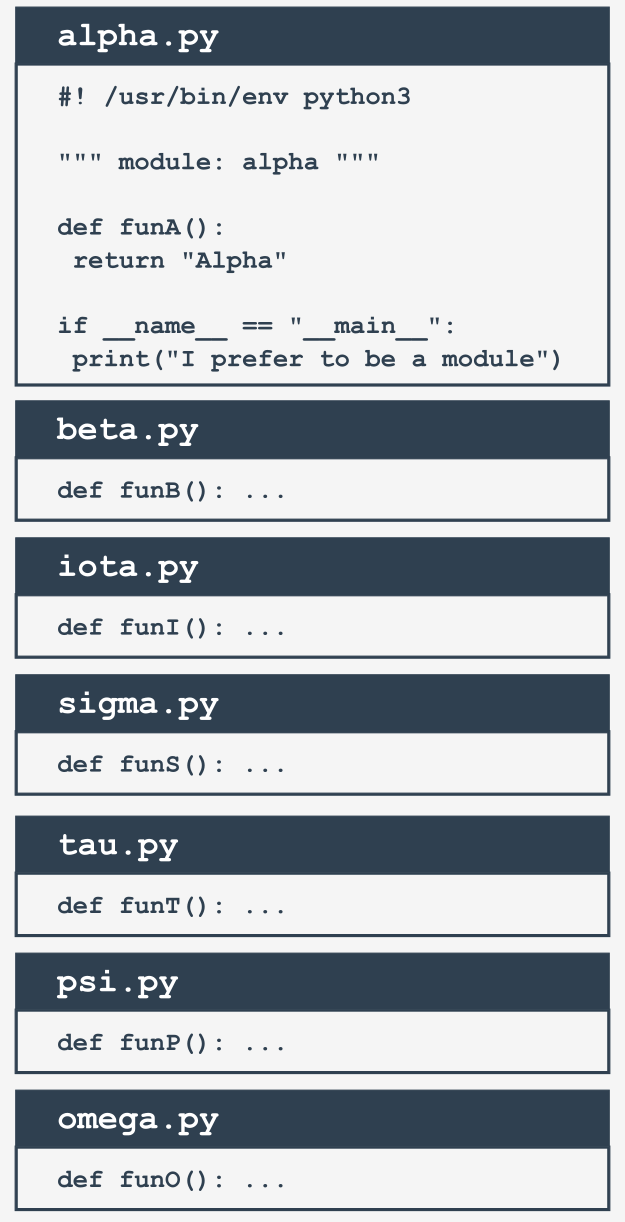 alpha.py
#! /usr/bin/env python3
""" module: alpha """
def funA():
 return "Alpha"
if __name__ == "__main__":
 print("I prefer to be a module")
beta.py
def funB(): ...
iota.py
def funI(): ...
sigma.py
def funS(): ...
tau.py
def funT(): ...
psi.py
def funP(): ...
omega.py
def funO(): ...